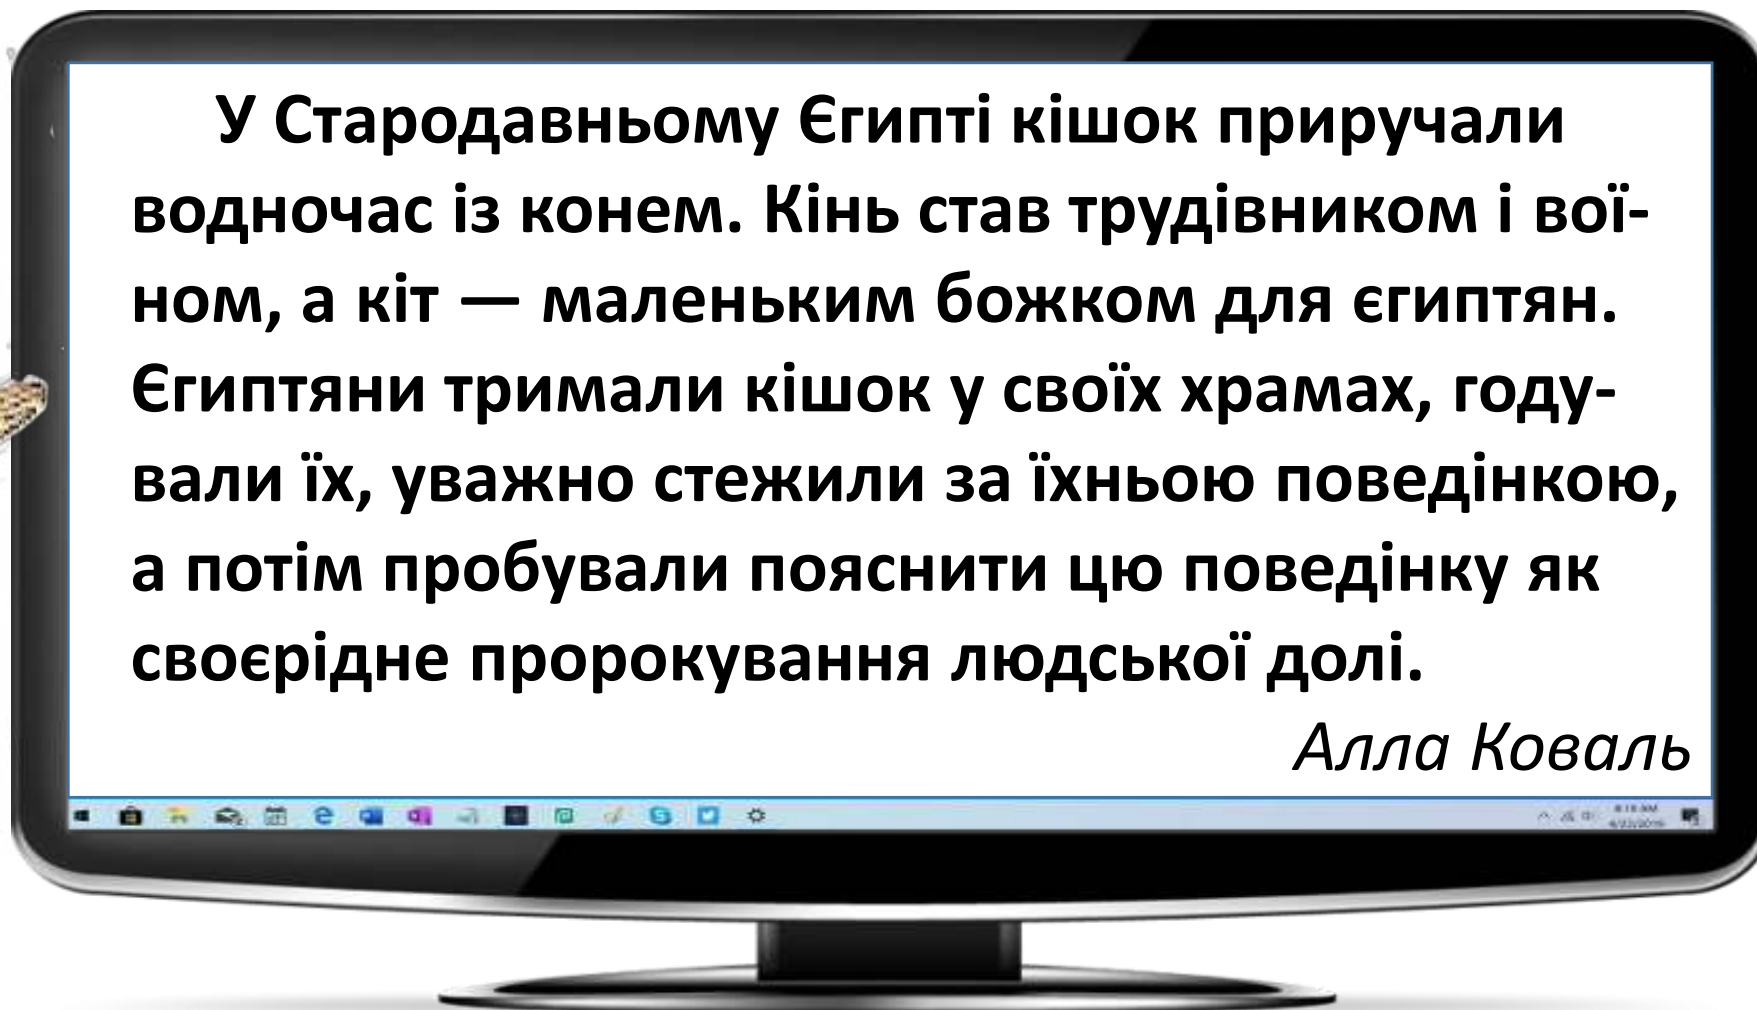 У Стародавньому Єгипті кішок приручали
водночас із конем. Кінь став трудівником і вої-
ном, а кіт — маленьким божком для єгиптян.
Єгиптяни тримали кішок у своїх храмах, году-
вали їх, уважно стежили за їхньою поведінкою,
а потім пробували пояснити цю поведінку як
своєрідне пророкування людської долі.
Алла Коваль